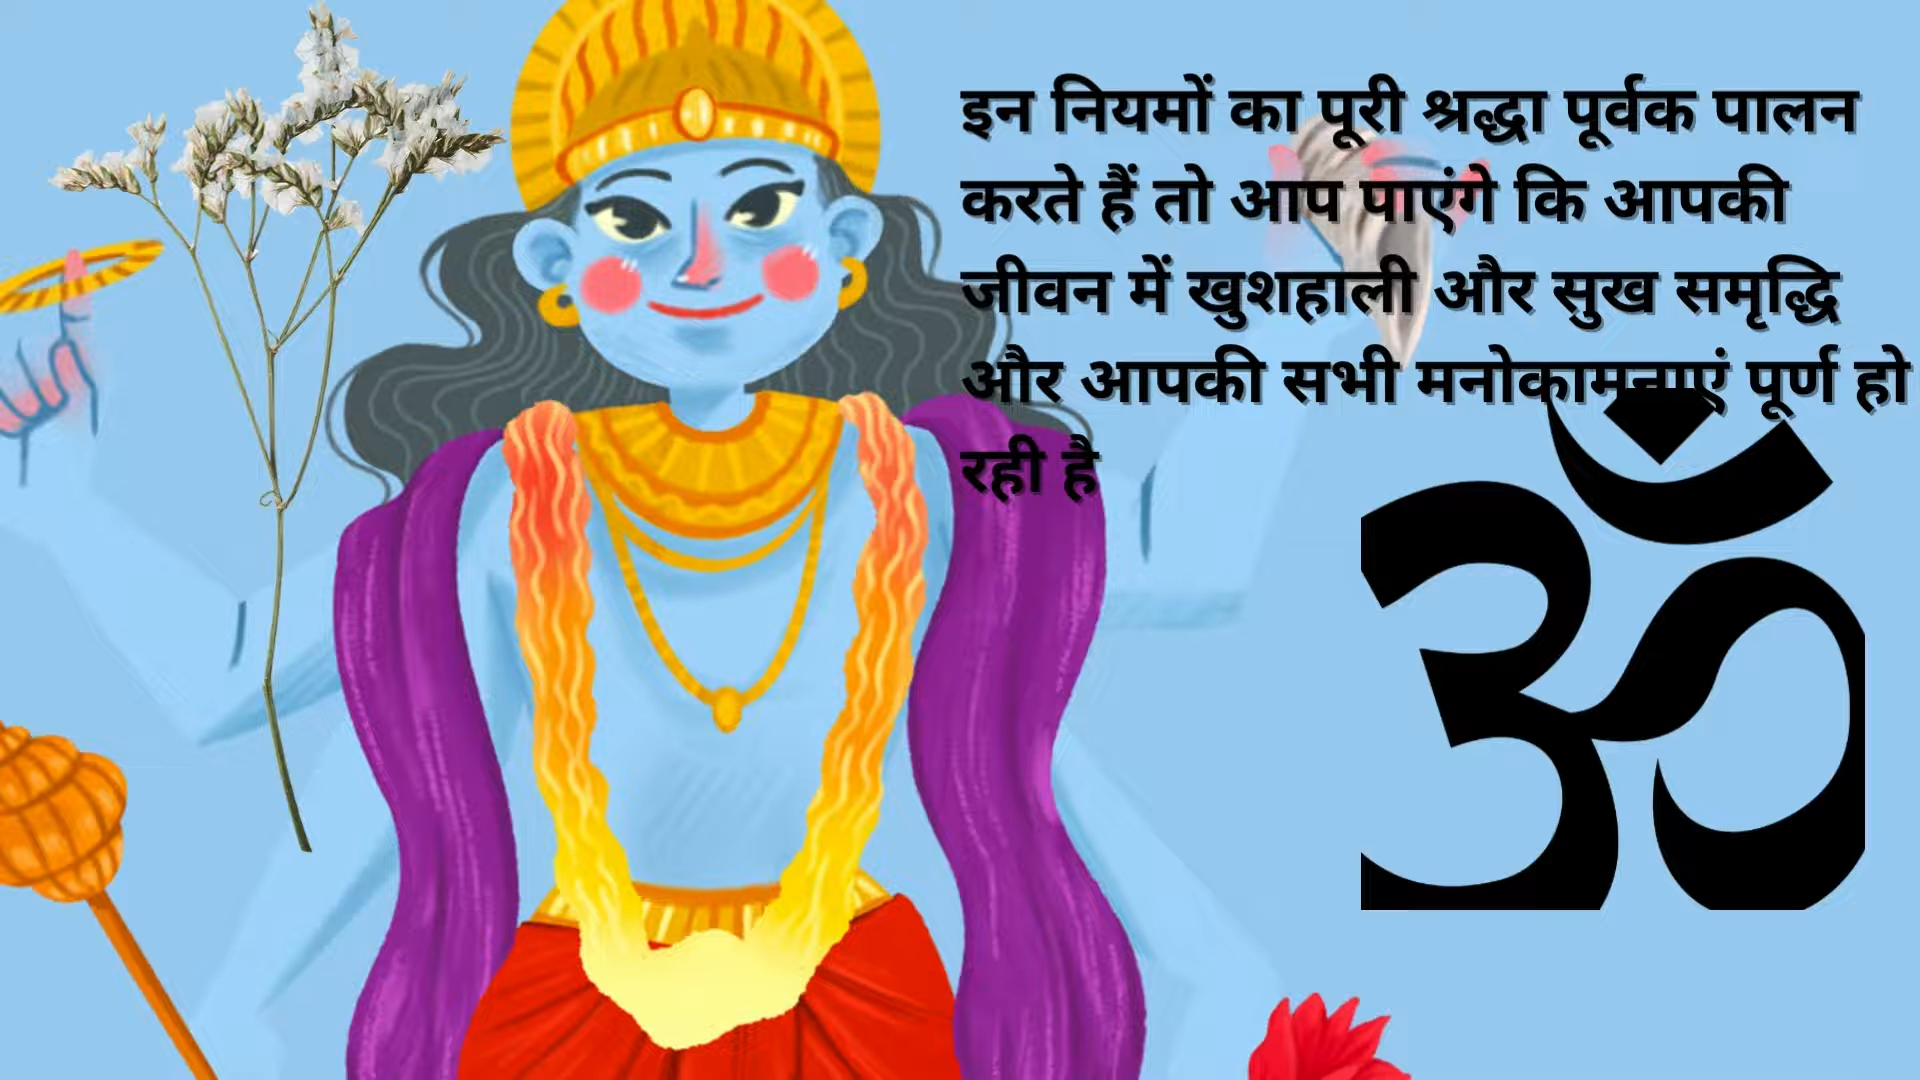 इन नियमों का पूरी श्रद्धा पूर्वक पालन
करते हैं तो आप पाएंगे कि आपकी
जीवन में खुशहाली और सुख समृद्धि
और आपकी सभी मनोकामनाएं पूर्ण हो
रही है
ॐ